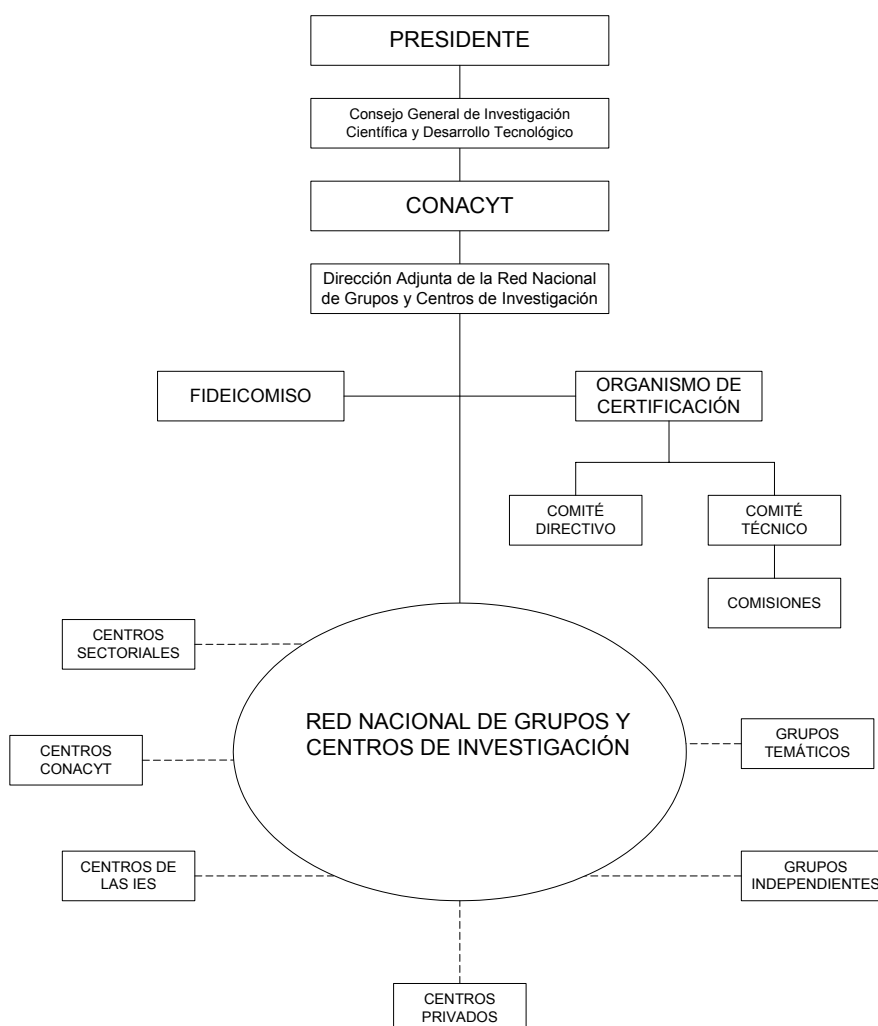 PRESIDENTE
Consejo General de Investigación
Científica y Desarrollo Tecnológico
CONACYT
Dirección Adjunta de la Red Nacional
de Grupos y Centros de Investigación
FIDEICOMISO
ORGANISMO DE
CERTIFICACIÓN
COMITÉ
DIRECTIVO
COMITÉ
TÉCNICO
COMISIONES
CENTROS
SECTORIALES
RED NACIONAL DE GRUPOS Y
CENTROS DE INVESTIGACIÓN
CENTROS
CONACYT
GRUPOS
TEMÁTICOS
CENTROS DE
LAS IES
GRUPOS
INDEPENDIENTES
CENTROS
PRIVADOS